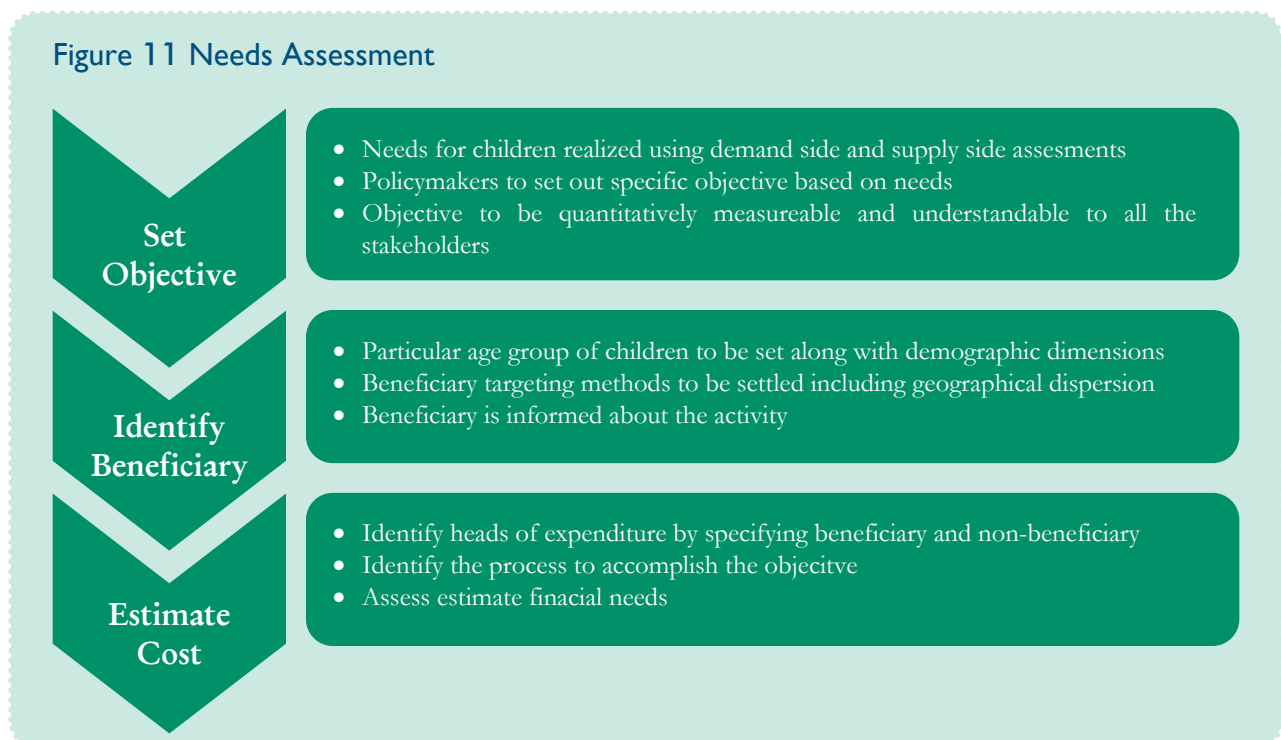 Figure 11 Needs Assessment
Set
Objective
• Needs for children realized using demand side and supply side assesments
• Policymakers to set out specific objective based on needs
• Objective to be quantitatively measureable and understandable to all the
stakeholders
Identify
Beneficiary
• Particular age group of children to be set along with demographic dimensions
• Beneficiary targeting methods to be settled including geographical dispersion
• Beneficiary is informed about the activity
Estimate
Cost
• Identify heads of expenditure by specifying beneficiary and non-beneficiary
• Identify the process to accomplish the objecitve
• Assess estimate finacial needs